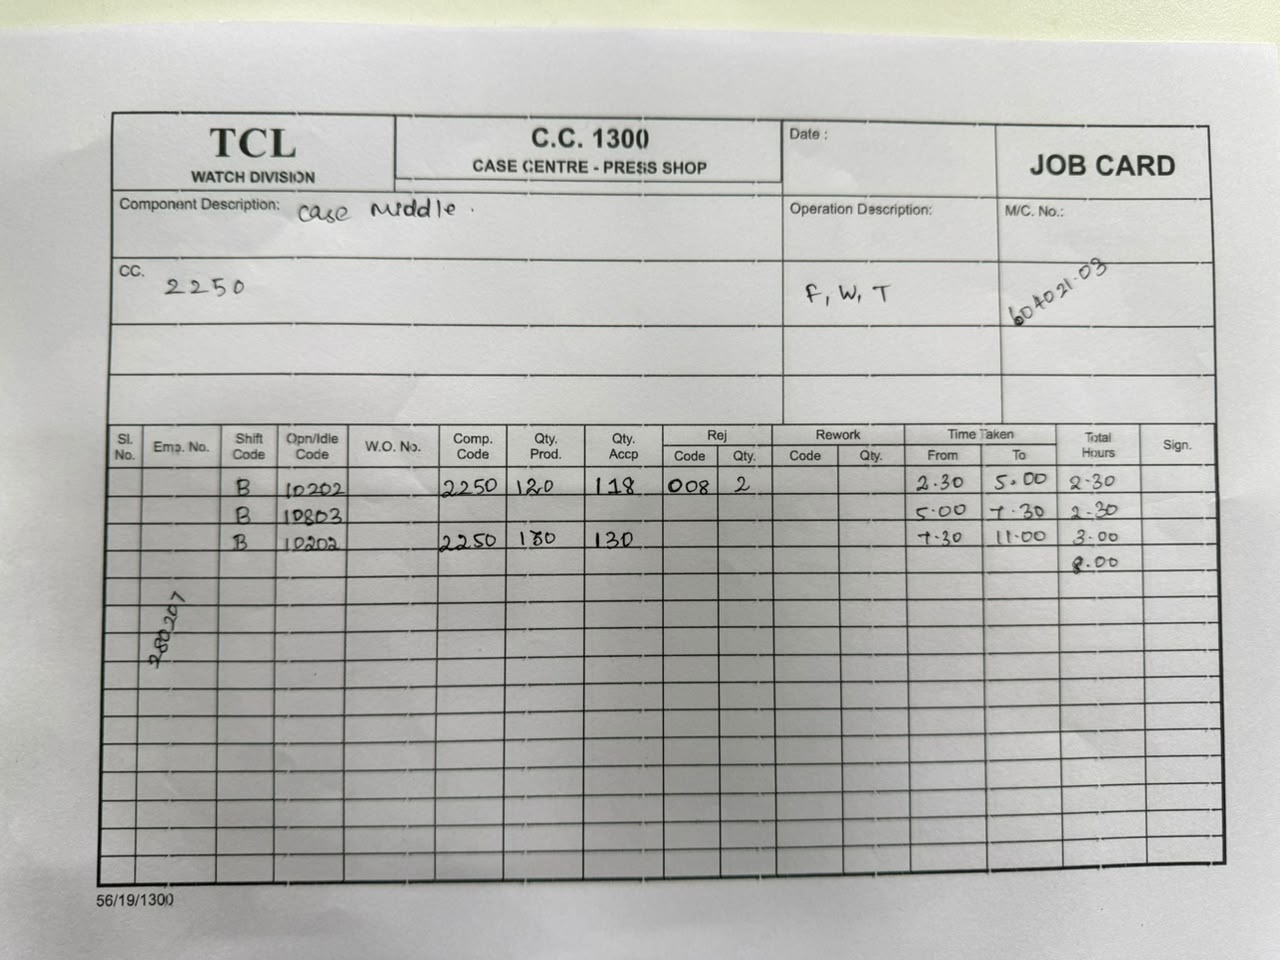 TCL
WATCH DIVISION
C.C. 1300
CASE CENTRE - PRESS SHOP
Date :
JOB CARD
Component Description: case Middle .
Operation Description:
M/C. No.:
CC. 2250
F, W, T
604021.03
Sl. No. Emp. No. Shift Code Opn/Idle Code W.O. No. Comp. Code Qty. Prod. Qty. Accp Rej Code Qty. Rework Code Qty. Time Taken From To Total Hours Sign.
B 10202 2250 120 118 008 2 2.30 5.00 2-30
B 10803 5.00 7.30 2-30
B 10202 2250 130 7.30 11.00 3.00
8.00
280207
56/19/1300